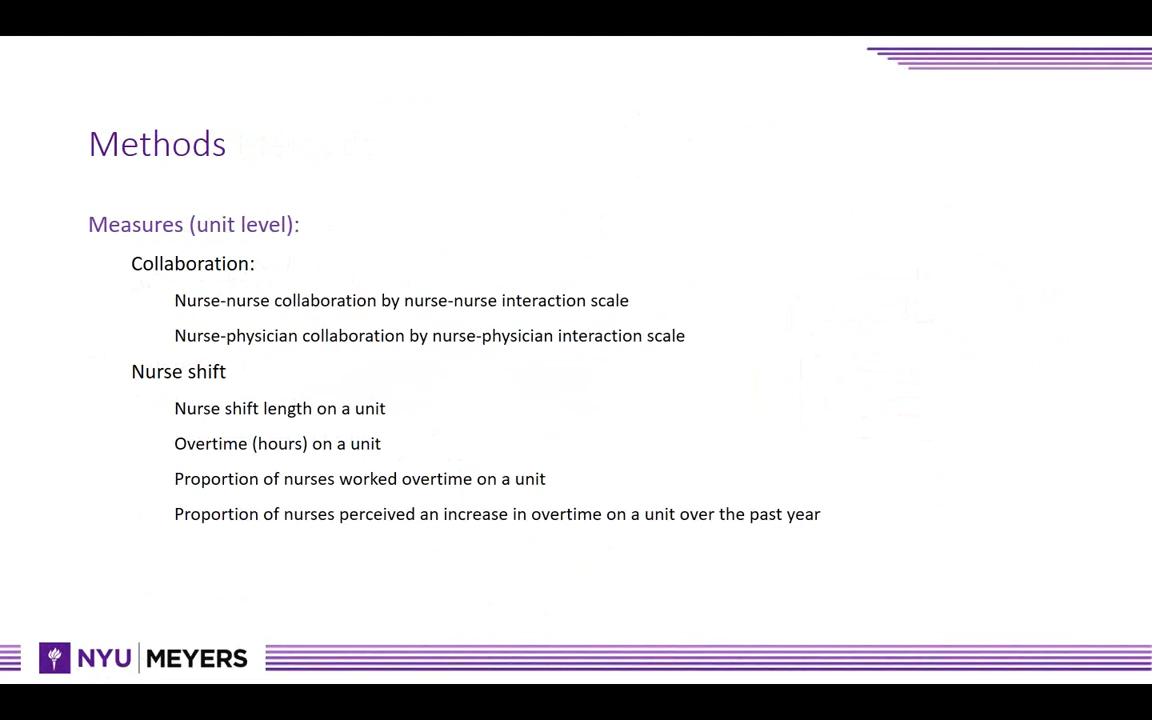 Methods
Measures (unit level):
Collaboration:
Nurse-nurse collaboration by nurse-nurse interaction scale
Nurse-physician collaboration by nurse-physician interaction scale
Nurse shift
Nurse shift length on a unit
Overtime (hours) on a unit
Proportion of nurses worked overtime on a unit
Proportion of nurses perceived an increase in overtime on a unit over the past year
NYU MEYERS